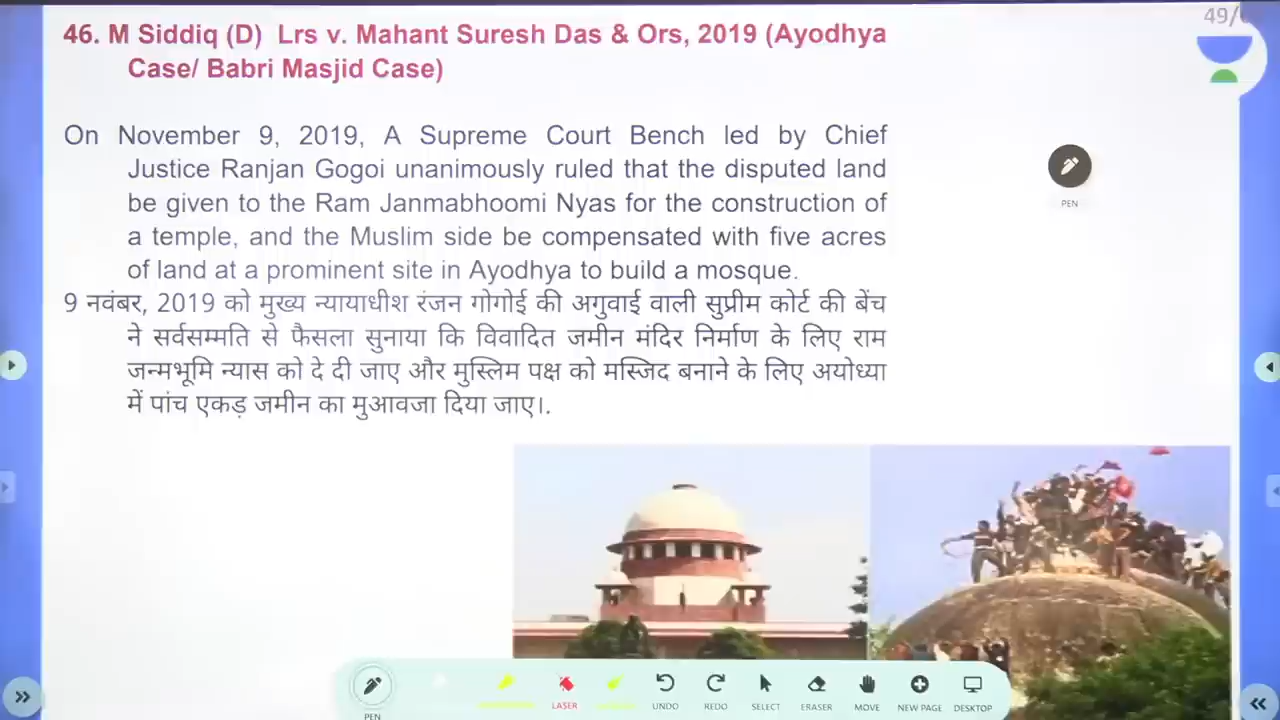 49/
46. M Siddiq (D) Lrs v. Mahant Suresh Das & Ors, 2019 (Ayodhya
Case/ Babri Masjid Case)
On November 9, 2019, A Supreme Court Bench led by Chief
Justice Ranjan Gogoi unanimously ruled that the disputed land
be given to the Ram Janmabhoomi Nyas for the construction of
a temple, and the Muslim side be compensated with five acres
of land at a prominent site in Ayodhya to build a mosque.
9 नवंबर, 2019 को मुख्य न्यायाधीश रंजन गोगोई की अगुवाई वाली सुप्रीम कोर्ट की बेंच
ने सर्वसम्मति से फैसला सुनाया कि विवादित जमीन मंदिर निर्माण के लिए राम
जन्मभूमि न्यास को दे दी जाए और मुस्लिम पक्ष को मस्जिद बनाने के लिए अयोध्या
में पांच एकड़ जमीन का मुआवजा दिया जाए।.
PEN
PEN
LASER
UNDO
REDO
SELECT
ERASER
MOVE
NEW PAGE
DESKTOP